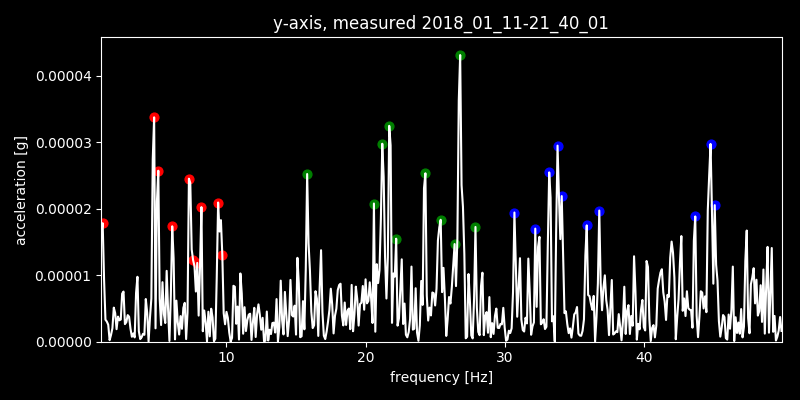 y-axis, measured 2018_01_11-21_40_01
0.00004
0.00003
0.00002
0.00001
0.00000
acceleration [g]
10 20 30 40
frequency [Hz]